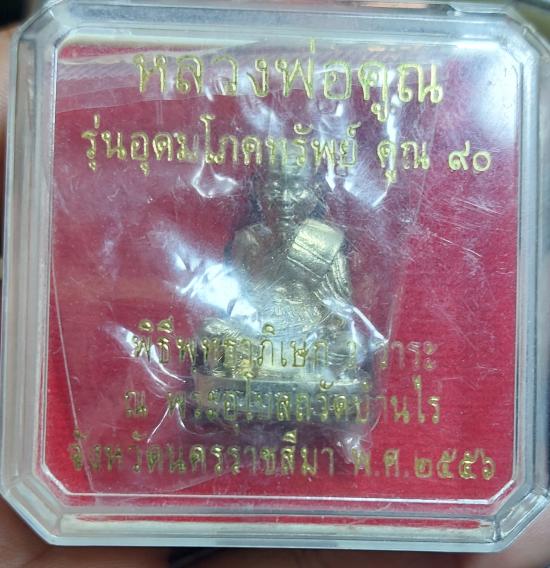 หลวงพ่อคูณ
รุ่นอุดมโภคทรัพย์ คูณ ๙๐
พิธีพุทธาภิเษก วาระ
ณ พระอุโบสถวัดบ้านไร่
จังหวัดนครราชสีมา พ.ศ.๒๕๕๖